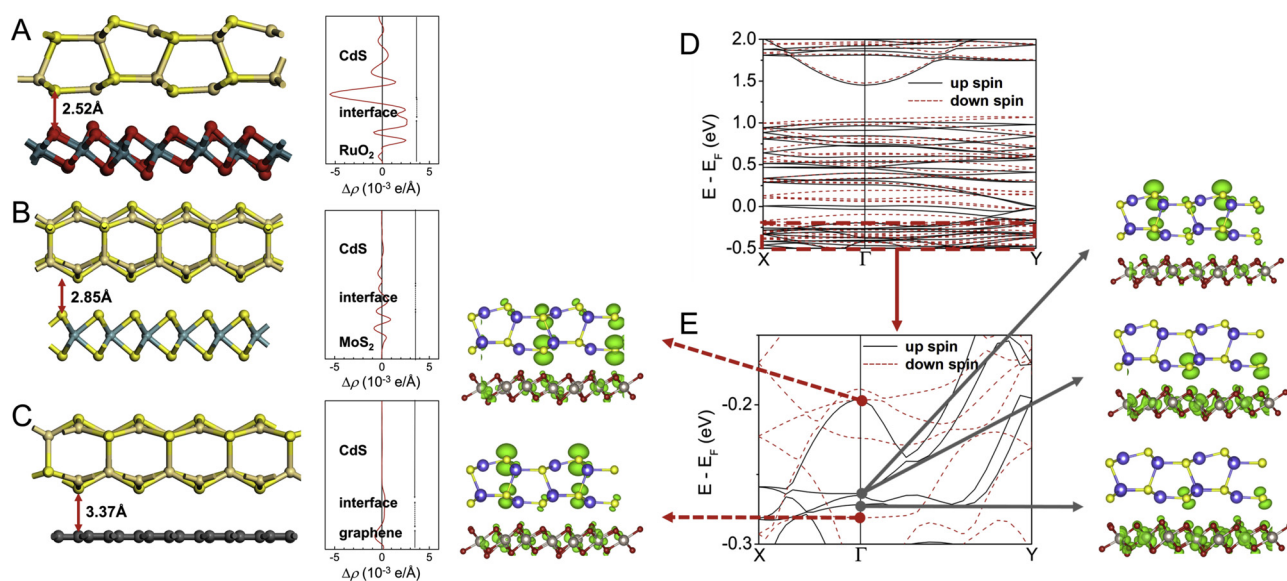 A
2.52Å
CdS
interface
RuO2
-5 0 5
Δρ (10-3 e/Å)
B
2.85Å
CdS
interface
MoS2
-5 0 5
Δρ (10-3 e/Å)
C
3.37Å
CdS
interface
graphene
-5 0 5
Δρ (10-3 e/Å)
D
E - EF (eV)
2.0
1.5
1.0
0.5
0.0
-0.5
up spin
down spin
X Γ Y
E
E - EF (eV)
-0.2
-0.3
up spin
down spin
X Γ Y